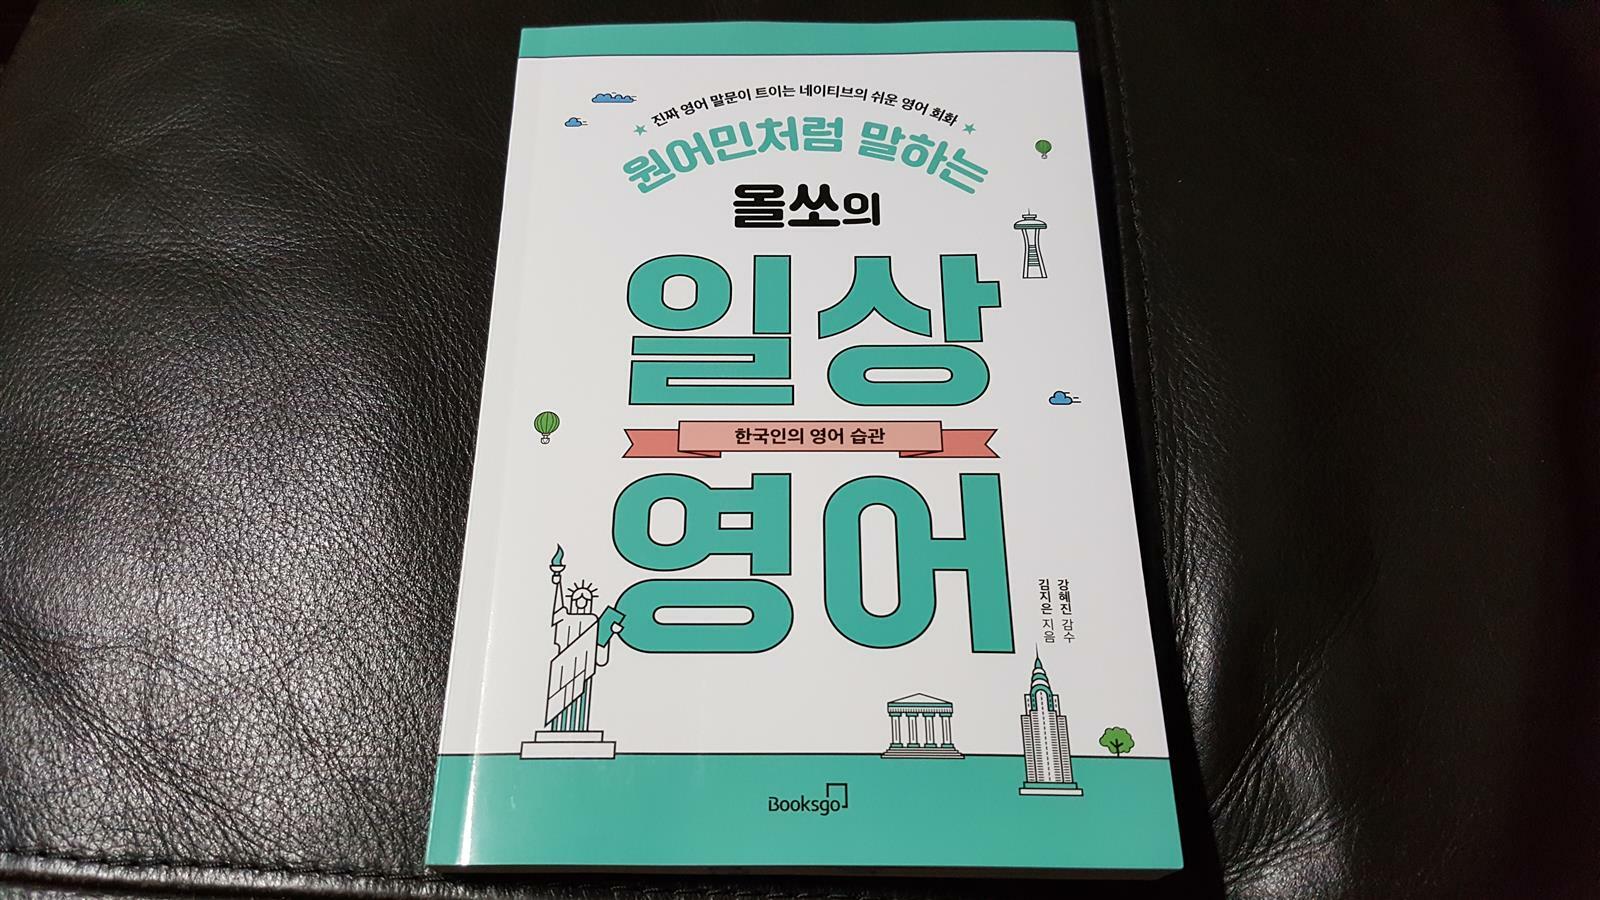 진짜 영어 말문이 트이는 네이티브의 쉬운 영어 회화
원어민처럼 말하는
올쏘의
일상
한국인의 영어 습관
영어
강혜진 감수
김지은 지음
Booksgo